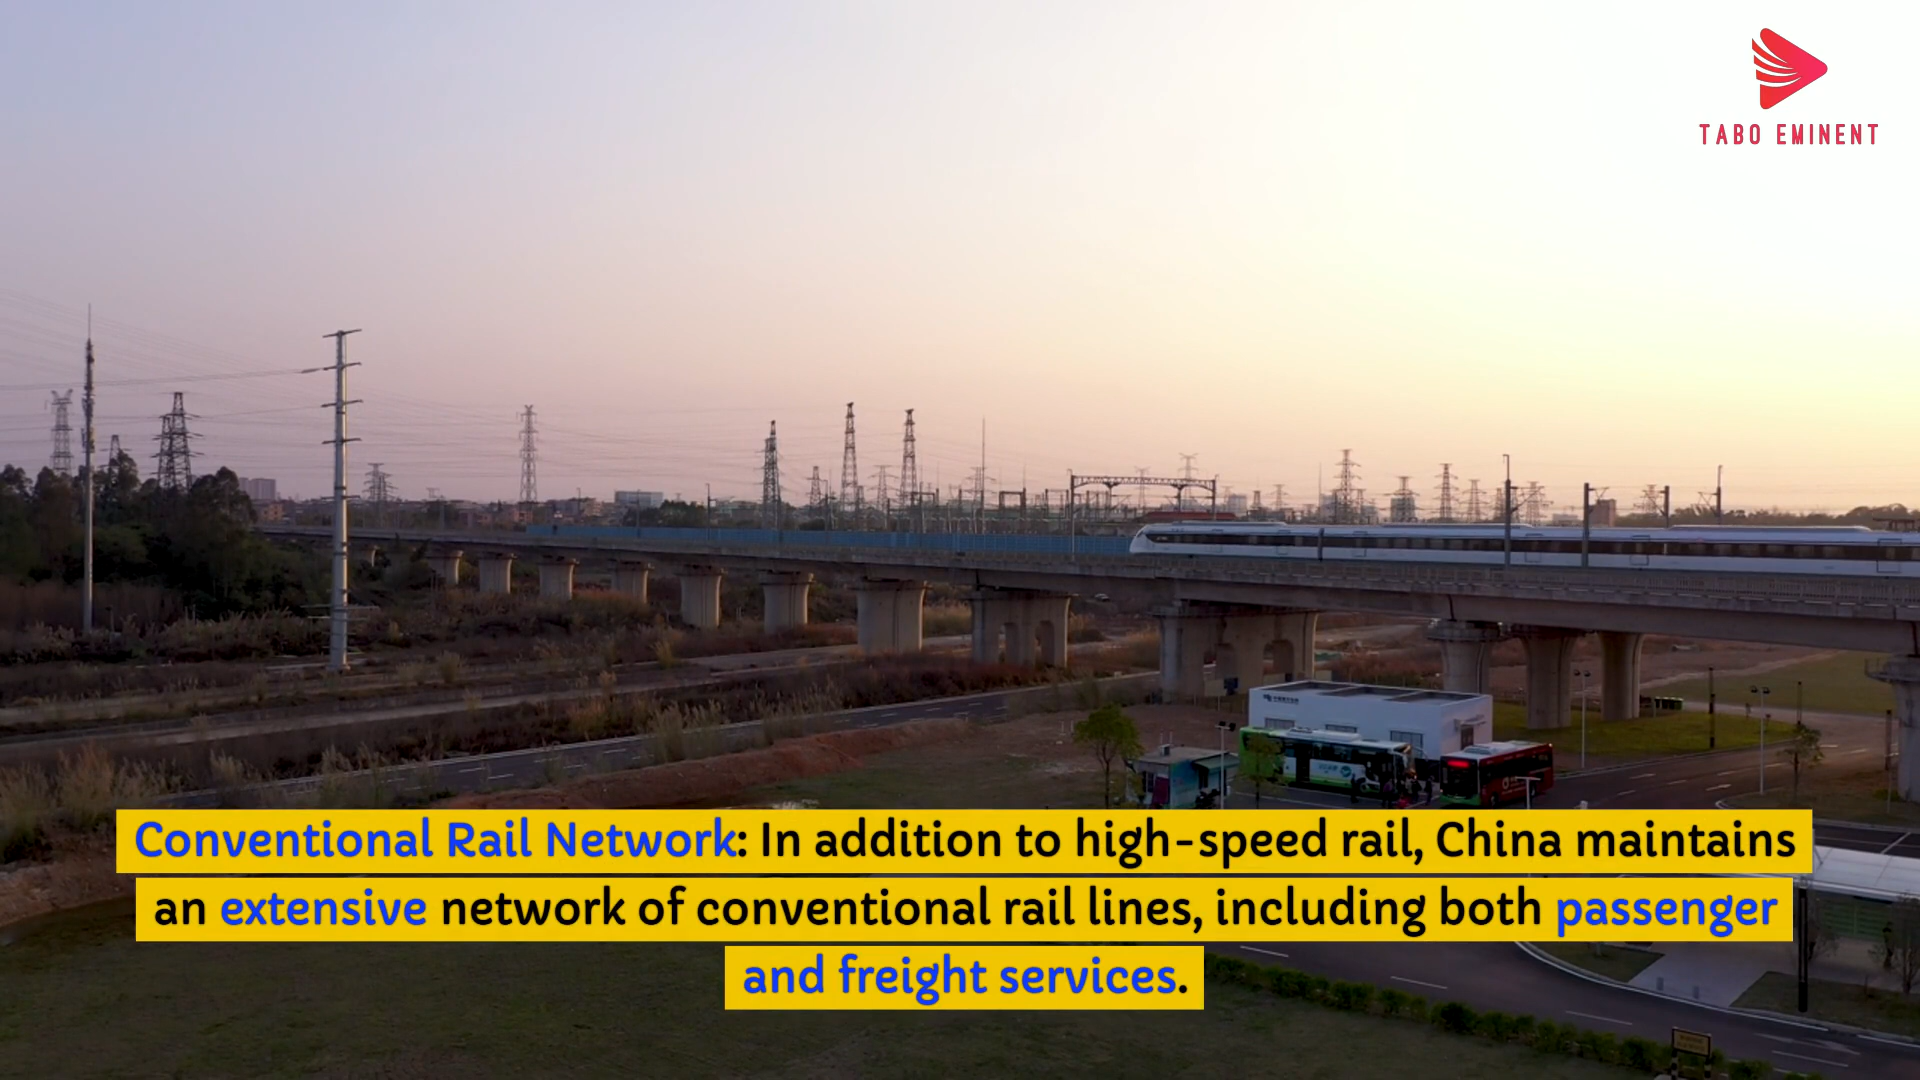 TABO EMINENT
Conventional Rail Network: In addition to high-speed rail, China maintains
an extensive network of conventional rail lines, including both passenger
and freight services.